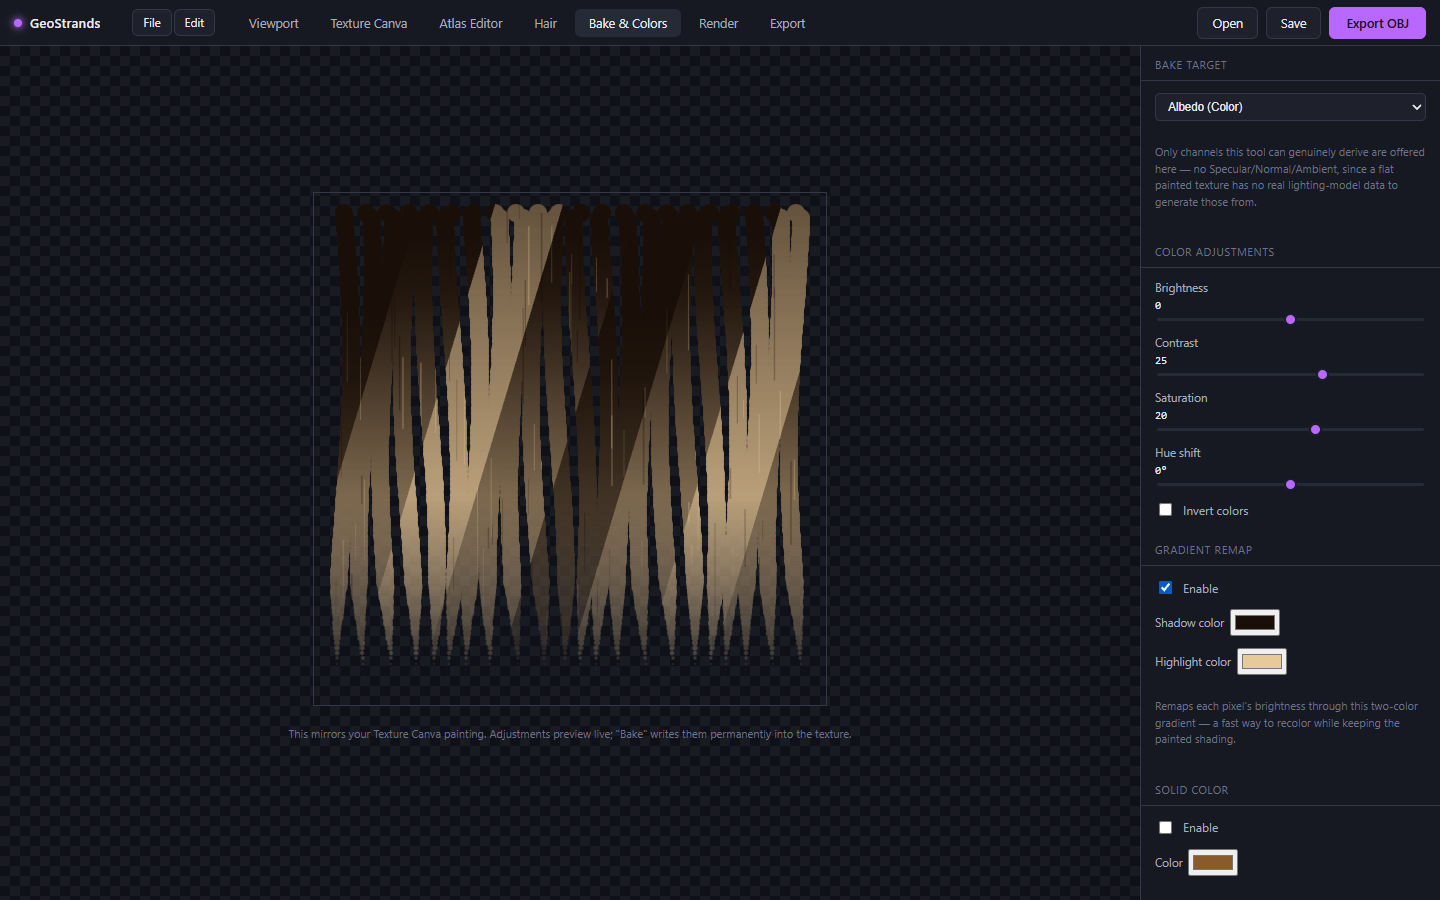 GeoStrands
File
Edit
Viewport
Texture Canva
Atlas Editor
Hair
Bake & Colors
Render
Export
Open
Save
Export OBJ
BAKE TARGET
Albedo (Color)
Only channels this tool can genuinely derive are offered
here — no Specular/Normal/Ambient, since a flat
painted texture has no real lighting-model data to
generate those from.
COLOR ADJUSTMENTS
Brightness
0
Contrast
25
Saturation
20
Hue shift
0°
Invert colors
GRADIENT REMAP
Enable
Shadow color
Highlight color
Remaps each pixel's brightness through this two-color
gradient — a fast way to recolor while keeping the
painted shading.
SOLID COLOR
Enable
Color
This mirrors your Texture Canva painting. Adjustments preview live; "Bake" writes them permanently into the texture.